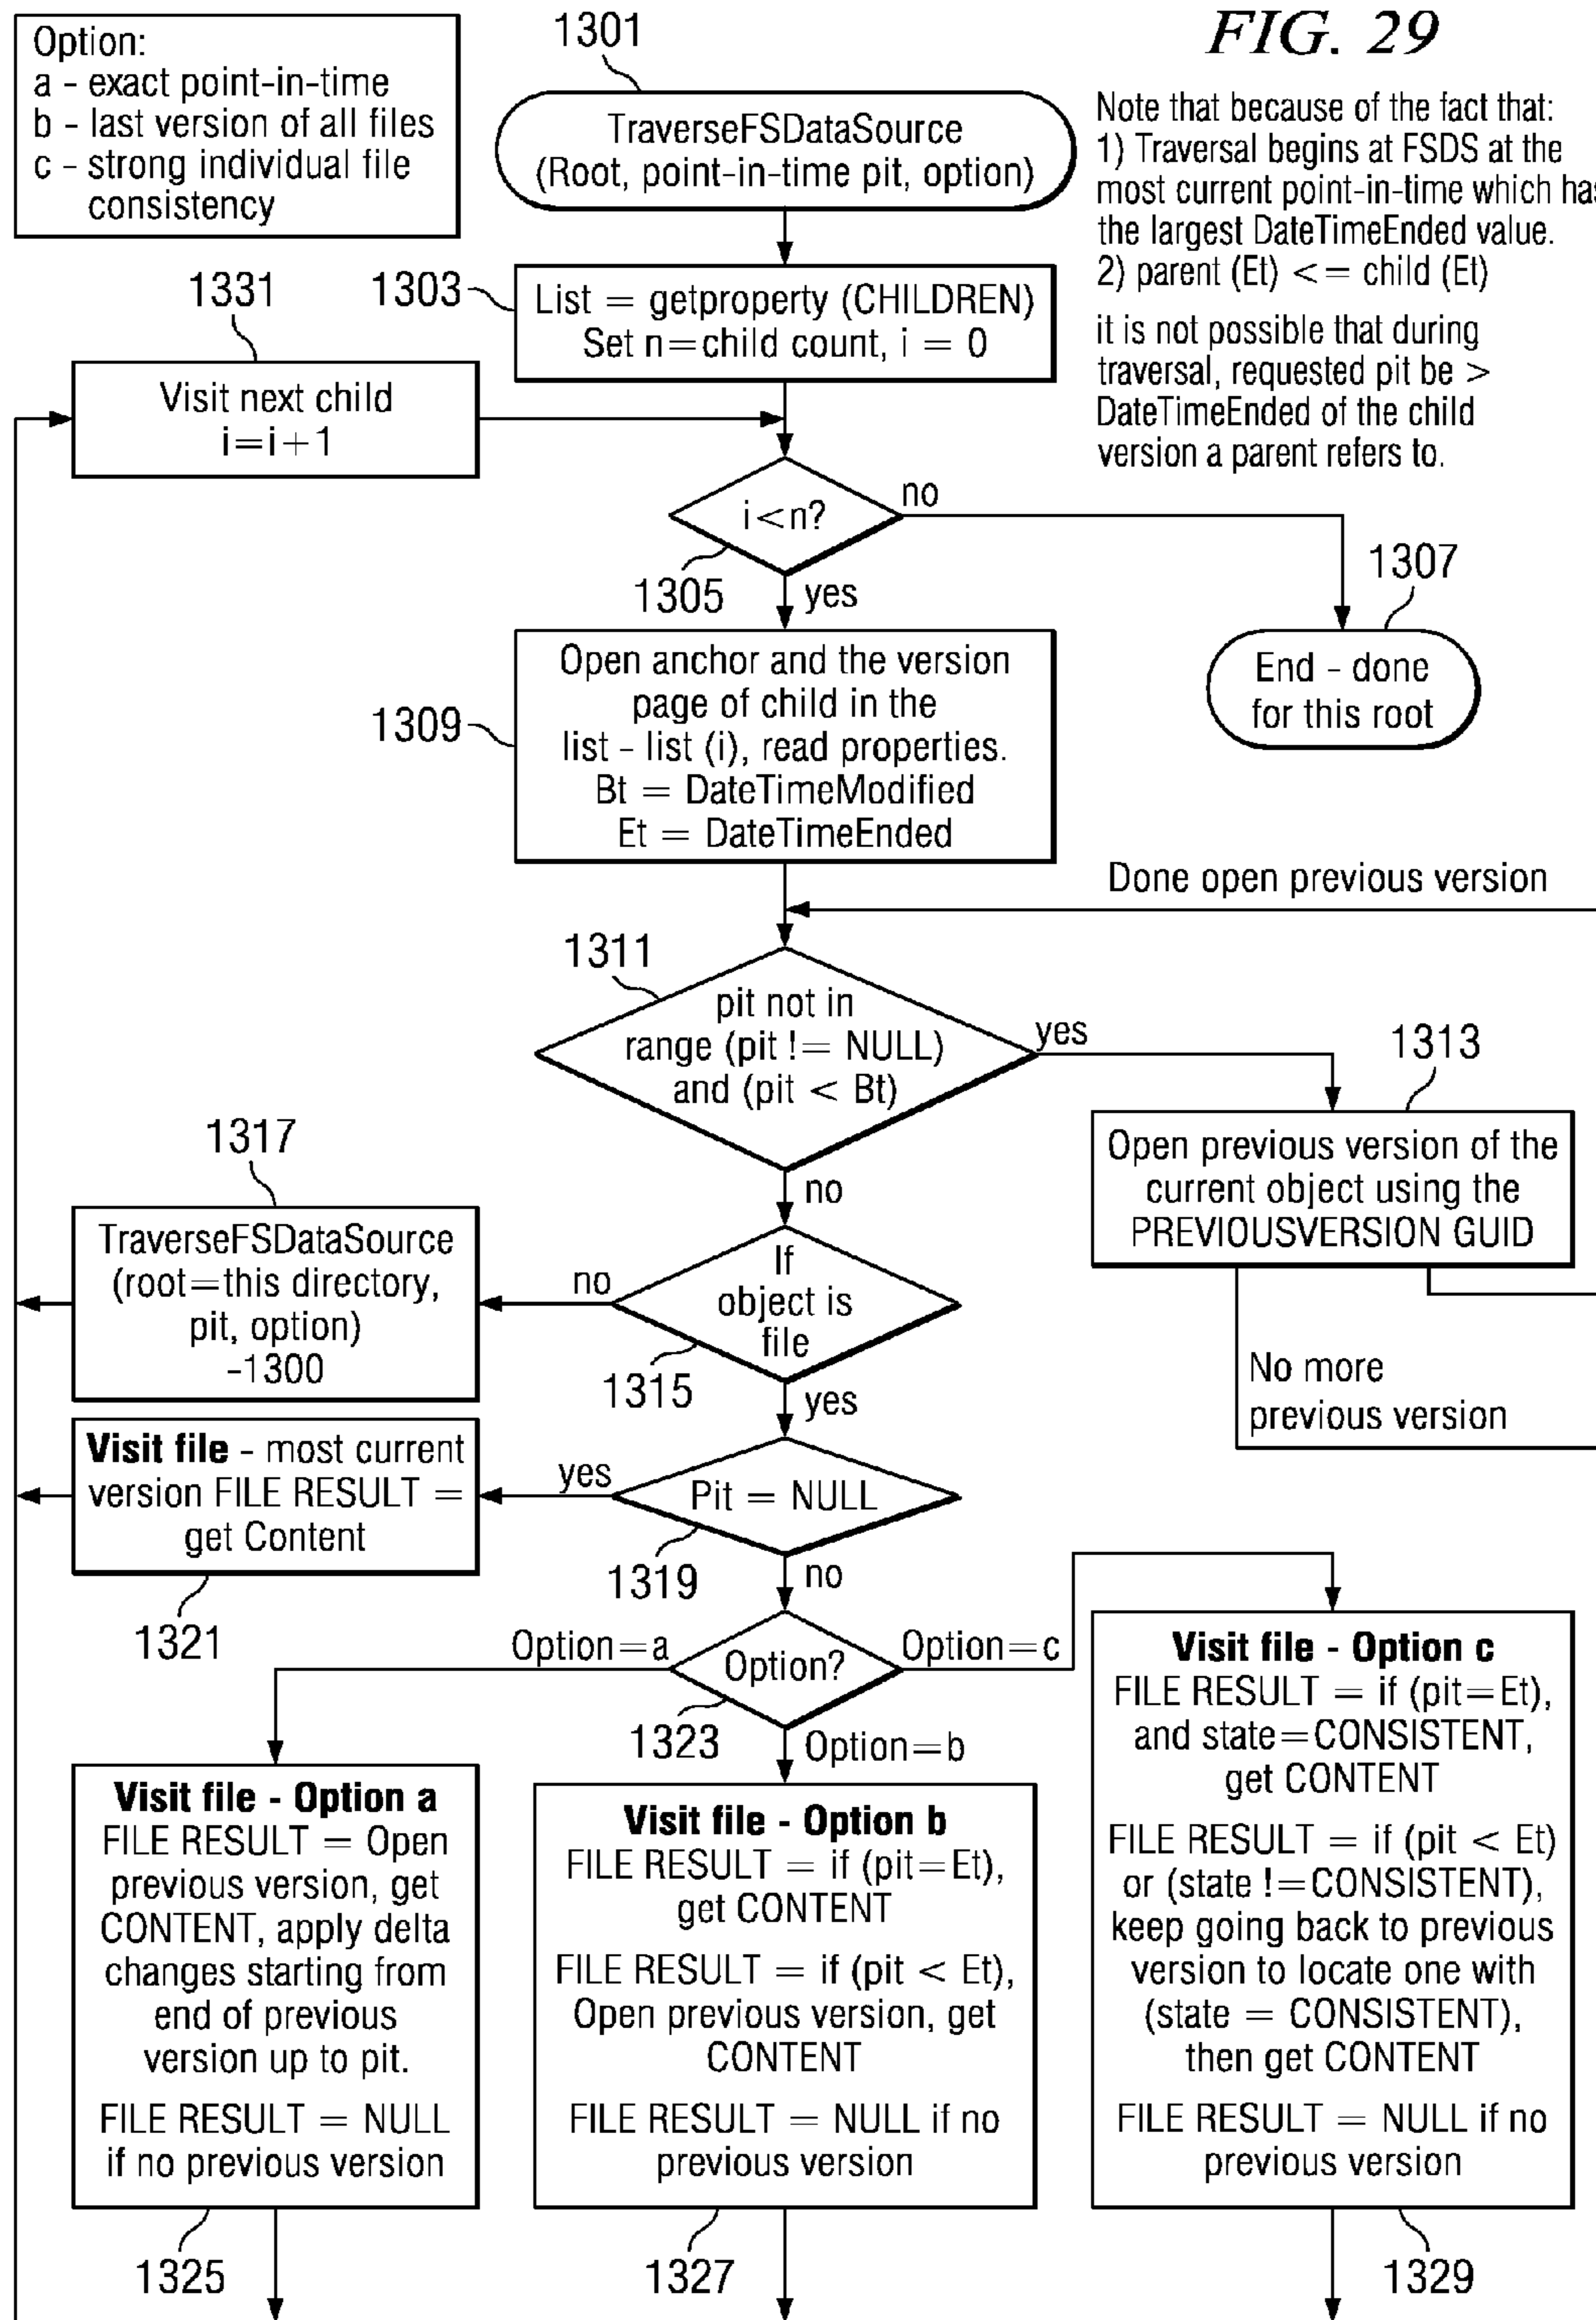 FIG. 29
Option:
a - exact point-in-time
b - last version of all files
c - strong individual file
consistency
1301
TraverseFSDataSource
(Root, point-in-time pit, option)
Note that because of the fact that:
1) Traversal begins at FSDS at the
most current point-in-time which has
the largest DateTimeEnded value.
2) parent (Et) <= child (Et)
it is not possible that during
traversal, requested pit be >
DateTimeEnded of the child
version a parent refers to.
1331
Visit next child
i=i+1
1303
List = getproperty (CHILDREN)
Set n=child count, i = 0
i<n?
no
1305
yes
1307
End - done
for this root
1309
Open anchor and the version
page of child in the
list - list (i), read properties.
Bt = DateTimeModified
Et = DateTimeEnded
Done open previous version
1311
pit not in
range (pit != NULL)
and (pit < Bt)
yes
1313
Open previous version of the
current object using the
PREVIOUSVERSION GUID
no
No more
previous version
1317
TraverseFSDataSource
(root=this directory,
pit, option)
-1300
no
If
object is
file
1315
yes
Visit file - most current
version FILE RESULT =
get Content
1321
yes
Pit = NULL
1319
no
Option=a
Option?
Option=c
1323
Option=b
Visit file - Option a
FILE RESULT = Open
previous version, get
CONTENT, apply delta
changes starting from
end of previous
version up to pit.
FILE RESULT = NULL
if no previous version
1325
Visit file - Option b
FILE RESULT = if (pit=Et),
get CONTENT
FILE RESULT = if (pit < Et),
Open previous version, get
CONTENT
FILE RESULT = NULL if no
previous version
1327
Visit file - Option c
FILE RESULT = if (pit=Et),
and state=CONSISTENT,
get CONTENT
FILE RESULT = if (pit < Et)
or (state !=CONSISTENT),
keep going back to previous
version to locate one with
(state = CONSISTENT),
then get CONTENT
FILE RESULT = NULL if no
previous version
1329